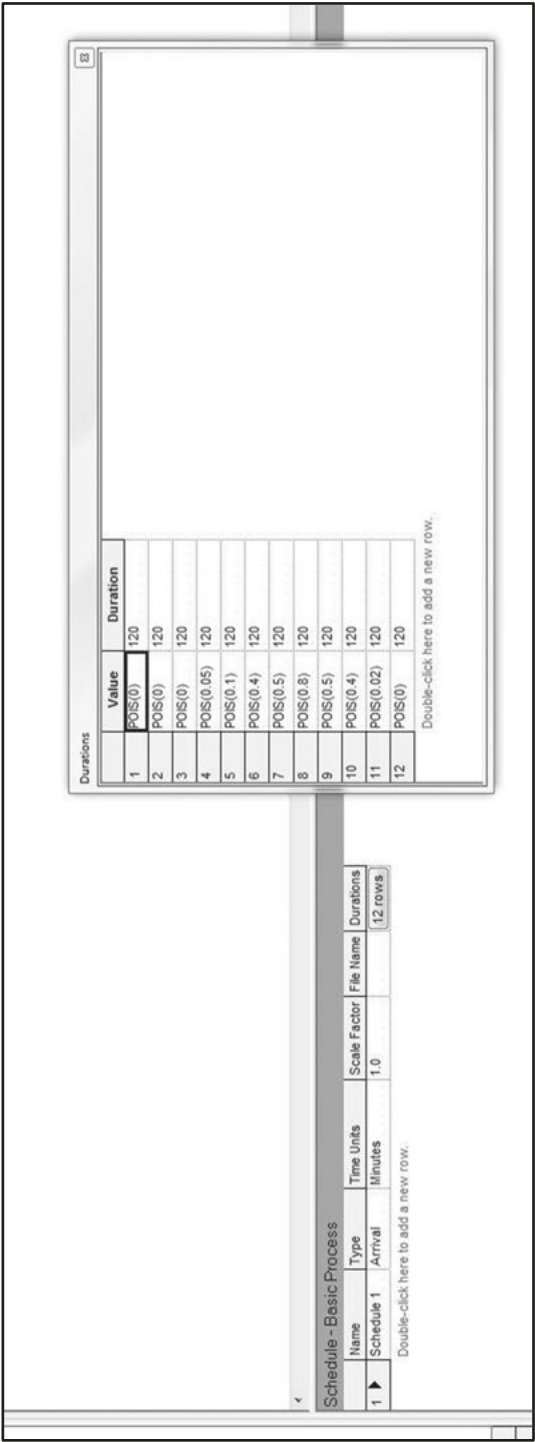 Durations
Value Duration
1 POIS(0) 120
2 POIS(0) 120
3 POIS(0) 120
4 POIS(0.05) 120
5 POIS(0.1) 120
6 POIS(0.4) 120
7 POIS(0.5) 120
8 POIS(0.8) 120
9 POIS(0.5) 120
10 POIS(0.4) 120
11 POIS(0.02) 120
12 POIS(0) 120
Double-click here to add a new row.
Schedule - Basic Process
Name Type Time Units Scale Factor File Name Durations
1 Schedule 1 Arrival Minutes 1.0 12 rows
Double-click here to add a new row.